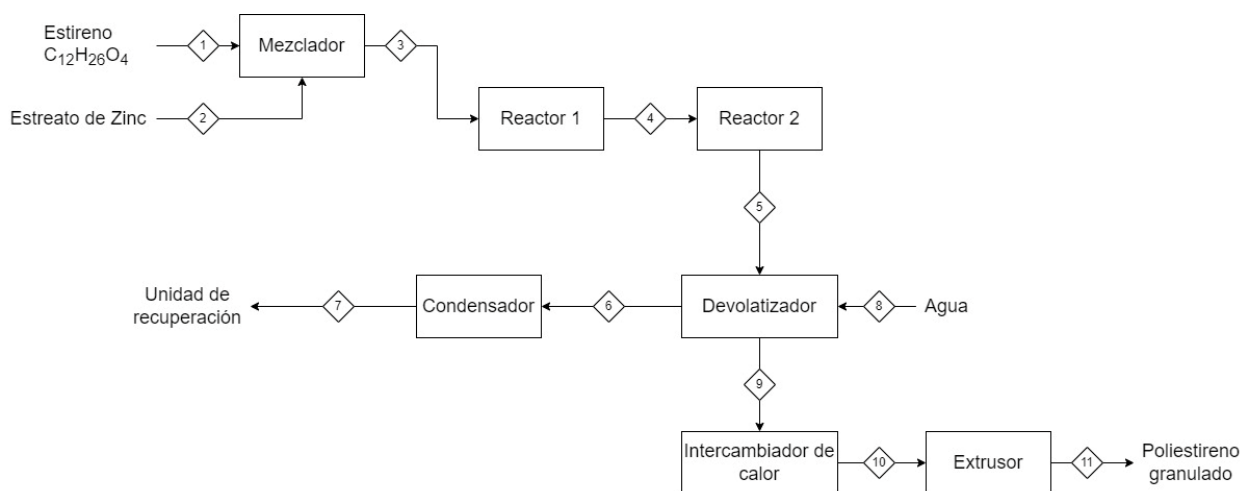 Estireno
C₁₂H₂₆O₄
1
Mezclador
3
Estreato de Zinc
2
Reactor 1
4
Reactor 2
5
Unidad de
recuperación
7
Condensador
6
Devolatizador
8
Agua
9
Intercambiador de
calor
10
Extrusor
11
Poliestireno
granulado